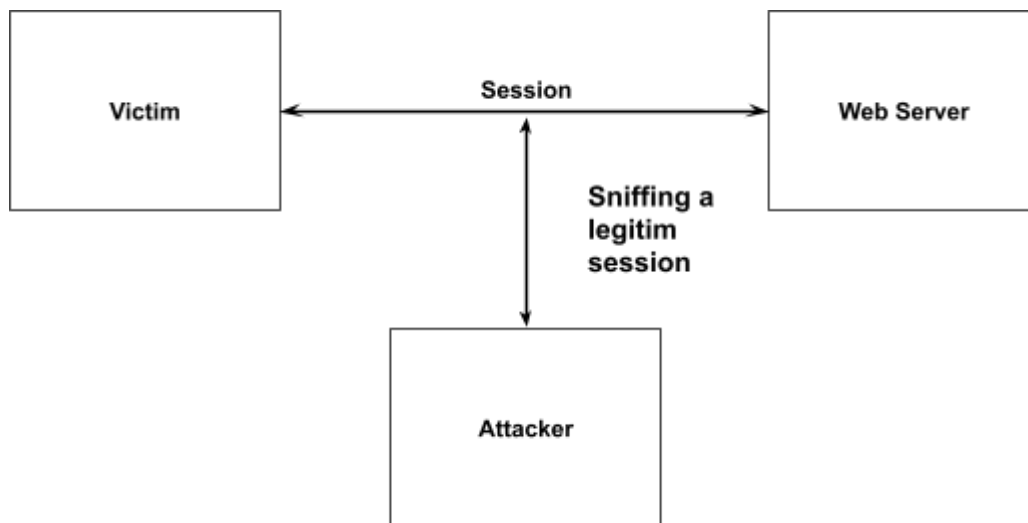 Session
Victim
Web Server
Sniffing a
legitim
session
Attacker